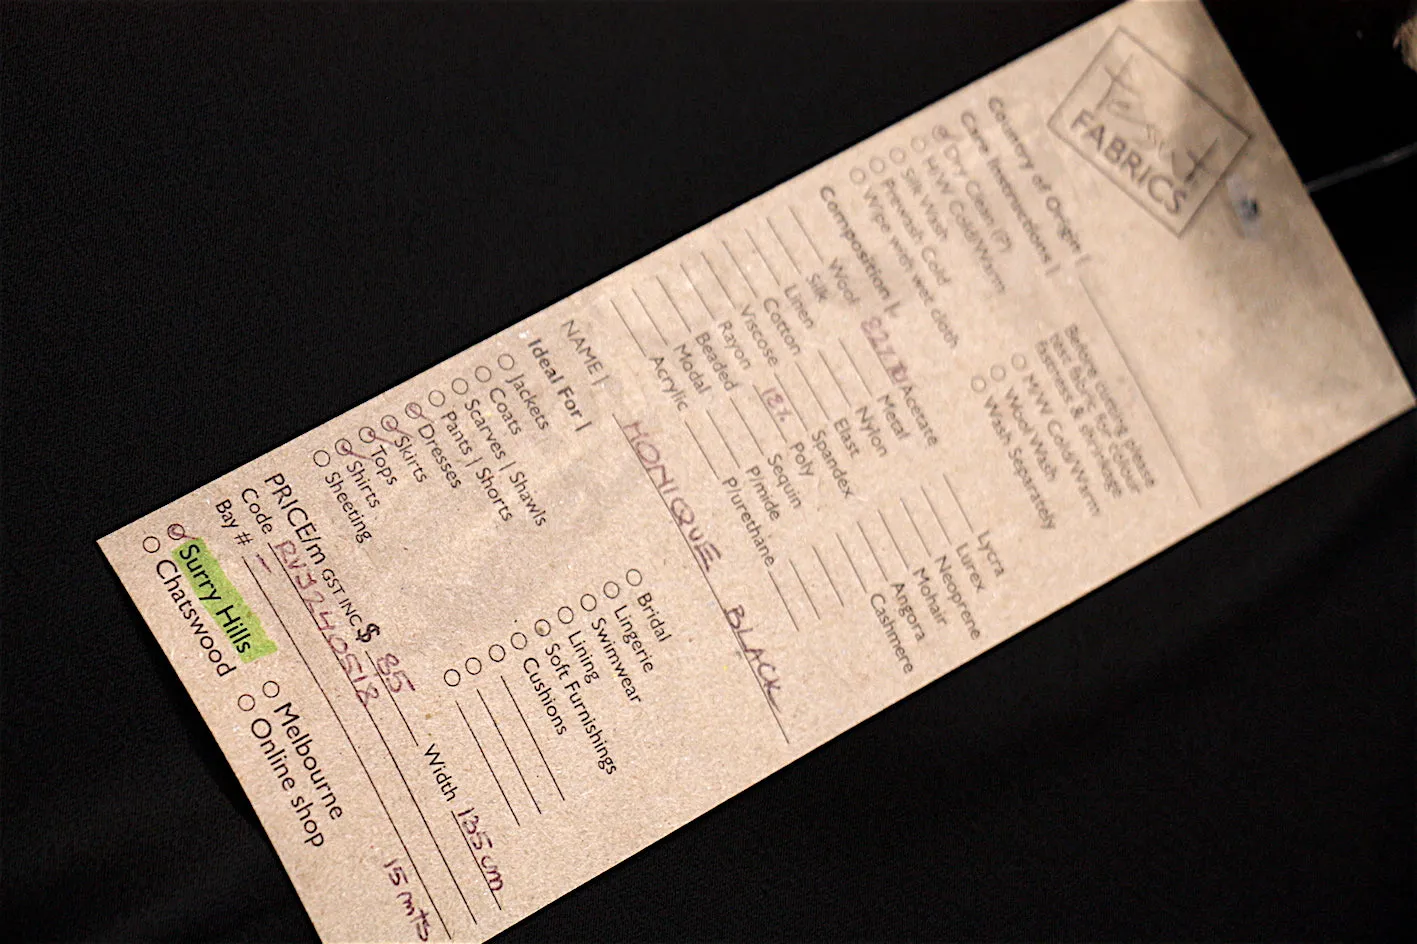 FABRICS
Country of Origin |
Care Instructions |
Dry Clean (P)
H/W Cold/Warm
Silk Wash
Prewash Cold
Wipe with wet cloth
Before cutting please
test fabric for colour
fastness & shrinkage
M/W Cold/Warm
Wool Wash
Wash Separately
Composition |
Wool
Silk
Linen
Cotton
Viscose
Rayon
Beaded
Modal
Acrylic
Acetate
Metal
Nylon
Elast
Spandex
18% Poly
Sequin
P/mide
P/urethane
Lycra
Lurex
Neoprene
Mohair
Angora
Cashmere
NAME | MONIQUE BLACK
Ideal For |
Jackets
Coats
Scarves | Shawls
Pants | Shorts
Dresses
Skirts
Tops
Shirts
Sheeting
Bridal
Lingerie
Swimwear
Lining
Soft Furnishings
Cushions
PRICE/m GST INC $ 85 Width 135cm
Code RV3240518
Bay # - 15 mts
Surry Hills
Chatswood
Melbourne
Online shop